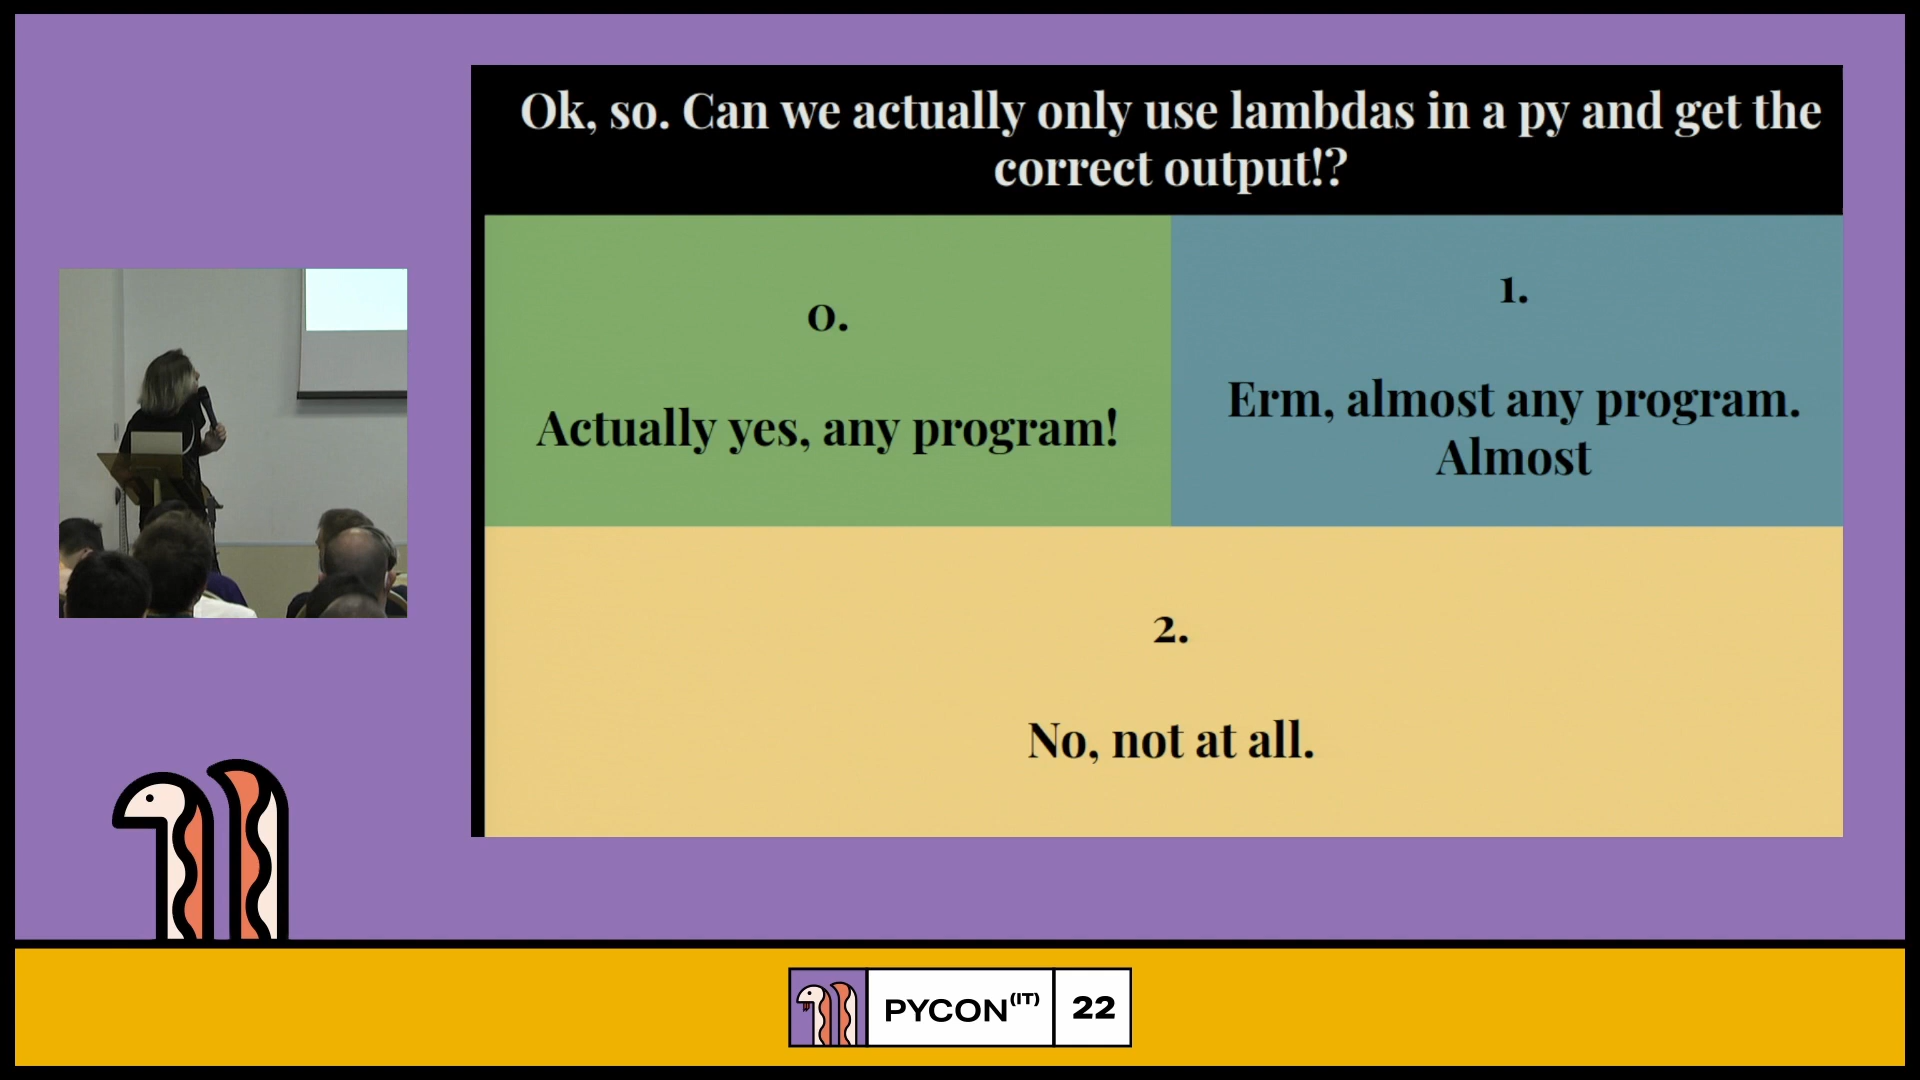 Ok, so. Can we actually only use lambdas in a py and get the
correct output!?
0.
Actually yes, any program!
1.
Erm, almost any program.
Almost
2.
No, not at all.
PYCON(IT) 22